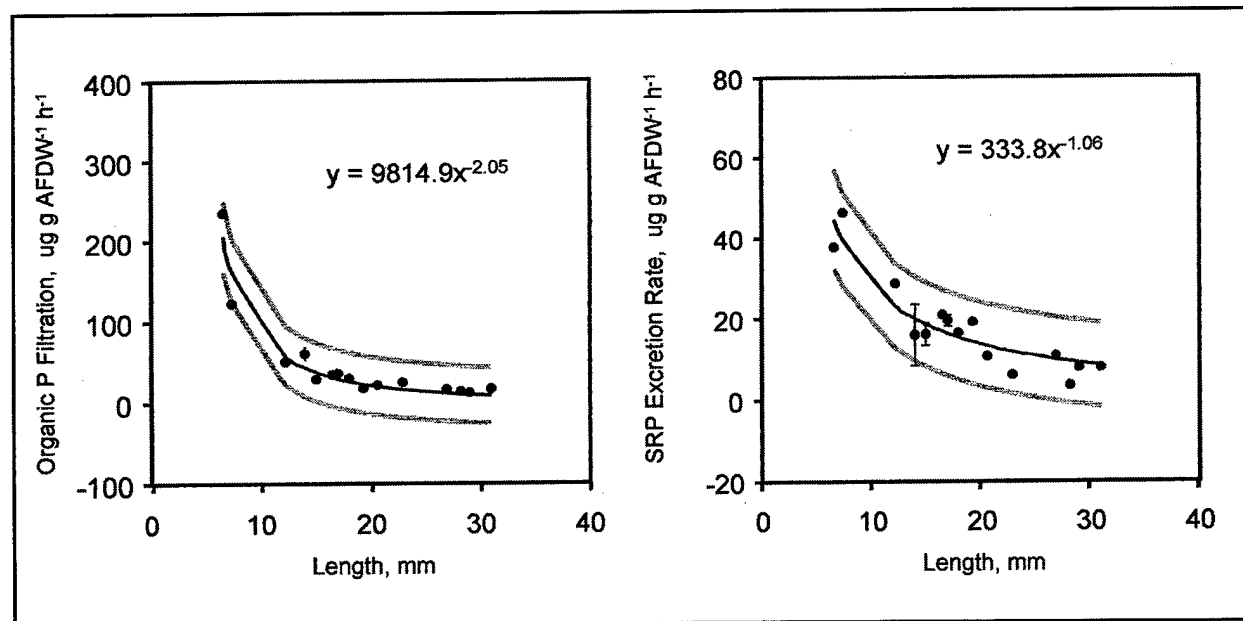 Organic P Filtration, ug g AFDW⁻¹ h⁻¹
400
300
200
100
0
-100
y = 9814.9x⁻²·⁰⁵
0 10 20 30 40
Length, mm
SRP Excretion Rate, ug g AFDW⁻¹ h⁻¹
80
60
40
20
0
-20
y = 333.8x⁻¹·⁰⁶
0 10 20 30 40
Length, mm